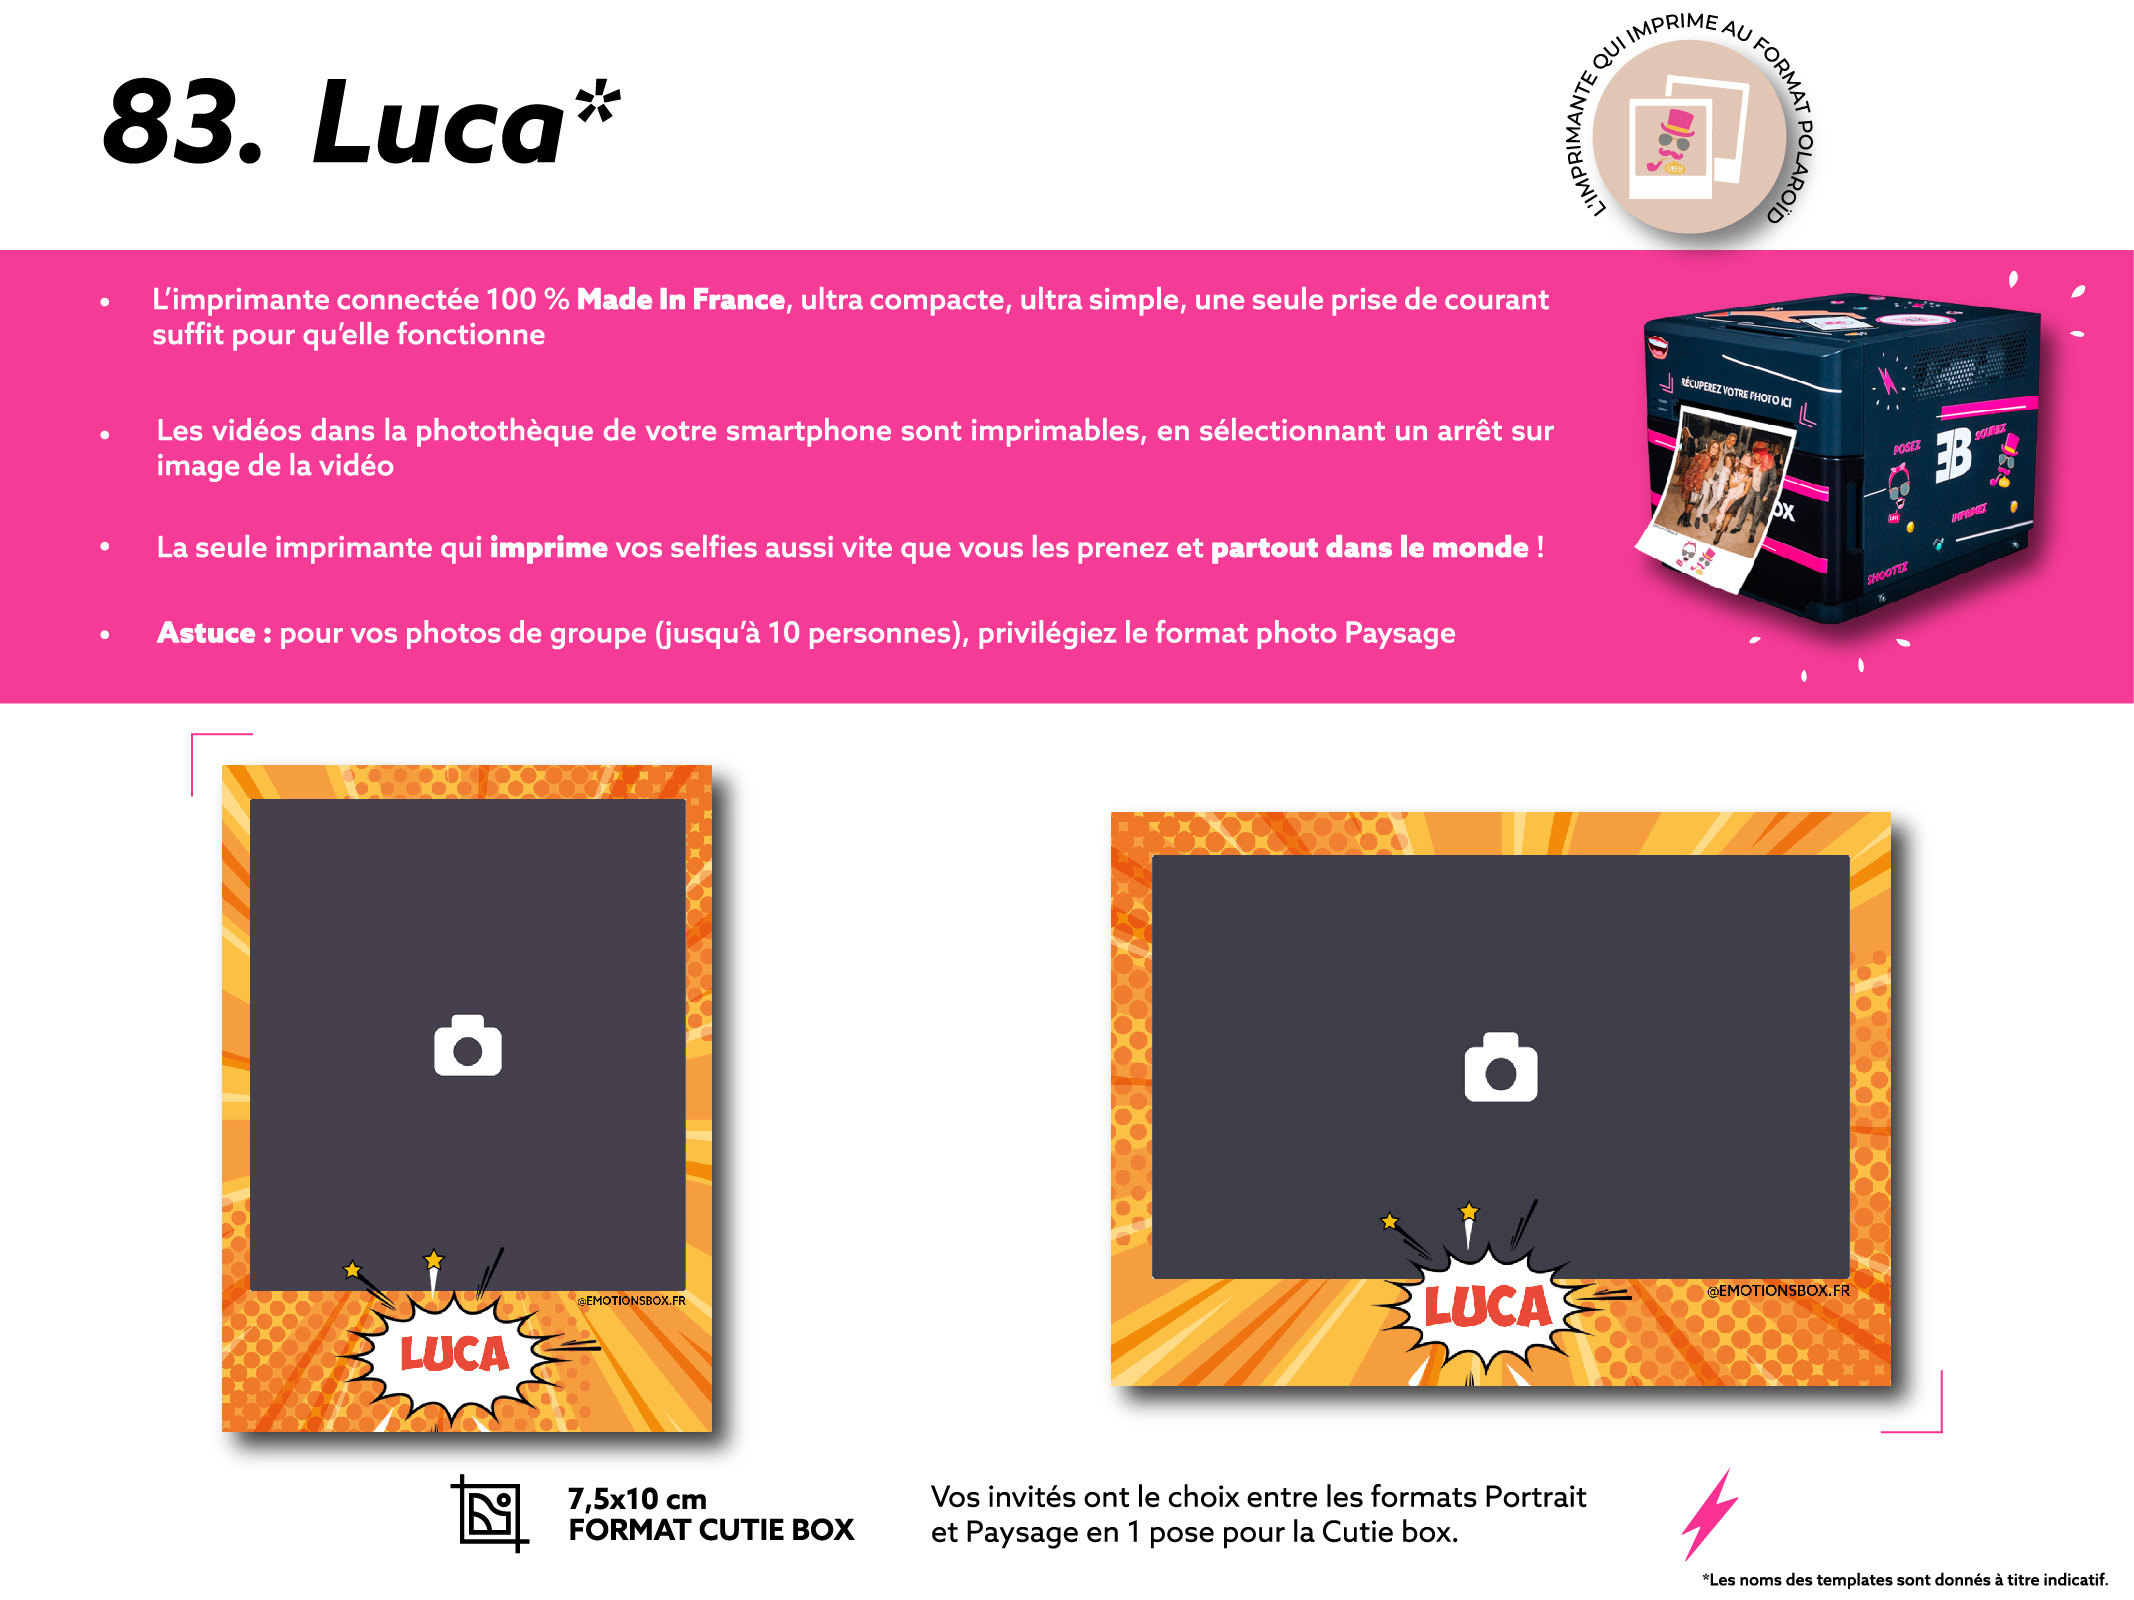 83. Luca*
L'IMPRIMANTE QUI IMPRIME AU FORMAT POLAROÏD
• L'imprimante connectée 100 % Made In France, ultra compacte, ultra simple, une seule prise de courant
suffit pour qu'elle fonctionne
• Les vidéos dans la photothèque de votre smartphone sont imprimables, en sélectionnant un arrêt sur
image de la vidéo
• La seule imprimante qui imprime vos selfies aussi vite que vous les prenez et partout dans le monde !
• Astuce : pour vos photos de groupe (jusqu'à 10 personnes), privilégiez le format photo Paysage
RÉCUPEREZ VOTRE PHOTO ICI
POSEZ
SOURIEZ
EB
OX
IMPRIMEZ
SHOOTEZ
@EMOTIONSBOX.FR
LUCA
@EMOTIONSBOX.FR
LUCA
7,5x10 cm
FORMAT CUTIE BOX
Vos invités ont le choix entre les formats Portrait
et Paysage en 1 pose pour la Cutie box.
*Les noms des templates sont donnés à titre indicatif.